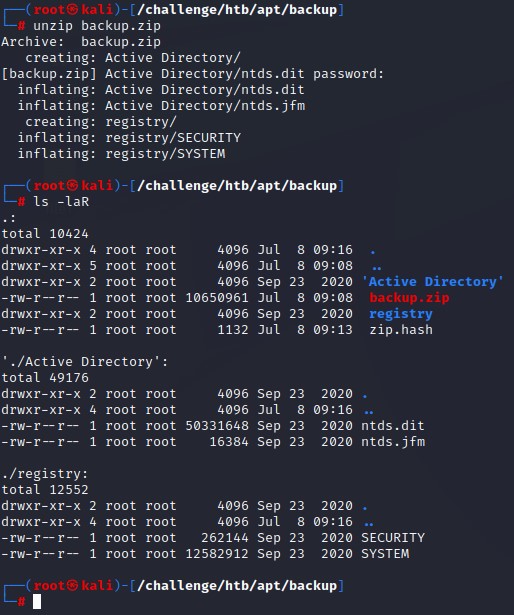 ┌──(root㉿kali)-[/challenge/htb/apt/backup]
└─# unzip backup.zip
Archive:  backup.zip
   creating: Active Directory/
[backup.zip] Active Directory/ntds.dit password:
  inflating: Active Directory/ntds.dit
  inflating: Active Directory/ntds.jfm
   creating: registry/
  inflating: registry/SECURITY
  inflating: registry/SYSTEM
┌──(root㉿kali)-[/challenge/htb/apt/backup]
└─# ls -laR
.:
total 10424
drwxr-xr-x 4 root root     4096 Jul  8 09:16  .
drwxr-xr-x 5 root root     4096 Jul  8 09:08  ..
drwxr-xr-x 2 root root     4096 Sep 23  2020 'Active Directory'
-rw-r--r-- 1 root root 10650961 Jul  8 09:08  backup.zip
drwxr-xr-x 2 root root     4096 Sep 23  2020  registry
-rw-r--r-- 1 root root     1132 Jul  8 09:13  zip.hash
'./Active Directory':
total 49176
drwxr-xr-x 2 root root     4096 Sep 23  2020 .
drwxr-xr-x 4 root root     4096 Jul  8 09:16 ..
-rw-r--r-- 1 root root 50331648 Sep 23  2020 ntds.dit
-rw-r--r-- 1 root root    16384 Sep 23  2020 ntds.jfm
./registry:
total 12552
drwxr-xr-x 2 root root     4096 Sep 23  2020 .
drwxr-xr-x 4 root root     4096 Jul  8 09:16 ..
-rw-r--r-- 1 root root   262144 Sep 23  2020 SECURITY
-rw-r--r-- 1 root root 12582912 Sep 23  2020 SYSTEM
┌──(root㉿kali)-[/challenge/htb/apt/backup]
└─#